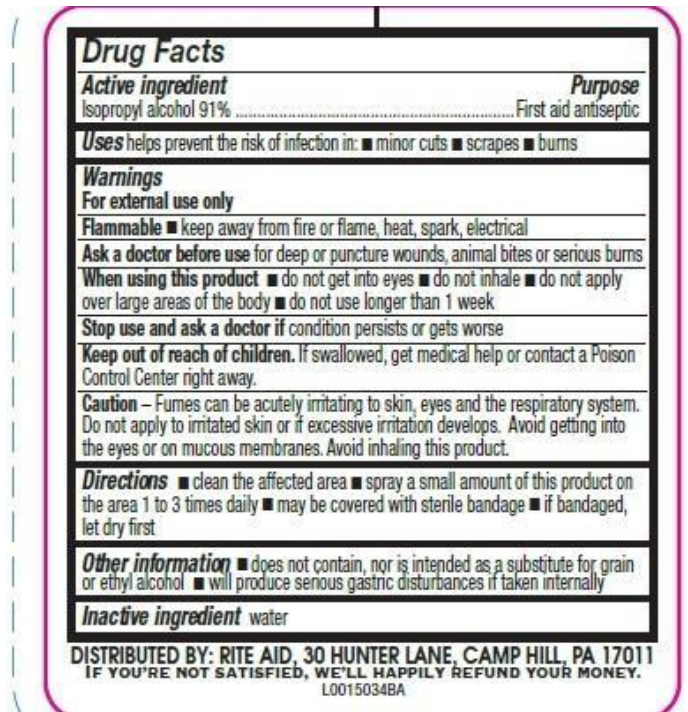 Drug Facts
Active ingredient Purpose
Isopropyl alcohol 91% ........................................................................ First aid antiseptic
Uses helps prevent the risk of infection in: ■ minor cuts ■ scrapes ■ burns
Warnings
For external use only
Flammable ■ keep away from fire or flame, heat, spark, electrical
Ask a doctor before use for deep or puncture wounds, animal bites or serious burns
When using this product ■ do not get into eyes ■ do not inhale ■ do not apply
over large areas of the body ■ do not use longer than 1 week
Stop use and ask a doctor if condition persists or gets worse
Keep out of reach of children. If swallowed, get medical help or contact a Poison
Control Center right away.
Caution – Fumes can be acutely irritating to skin, eyes and the respiratory system.
Do not apply to irritated skin or if excessive irritation develops. Avoid getting into
the eyes or on mucous membranes. Avoid inhaling this product.
Directions ■ clean the affected area ■ spray a small amount of this product on
the area 1 to 3 times daily ■ may be covered with sterile bandage ■ if bandaged,
let dry first
Other information ■ does not contain, nor is intended as a substitute for grain
or ethyl alcohol ■ will produce serious gastric disturbances if taken internally
Inactive ingredient water
DISTRIBUTED BY: RITE AID, 30 HUNTER LANE, CAMP HILL, PA 17011
IF YOU'RE NOT SATISFIED, WE'LL HAPPILY REFUND YOUR MONEY.
L0015034BA